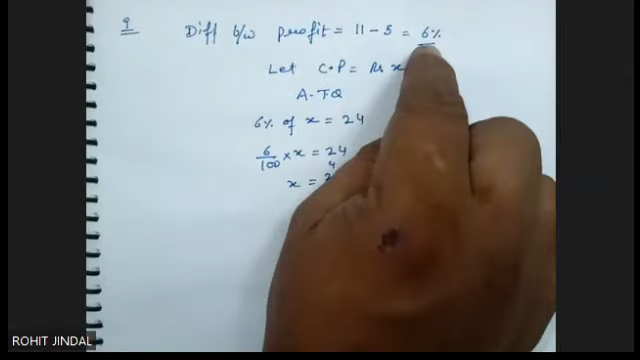 9
Diff b/w profit = 11 - 5 = 6%
Let C.P = Rs x
A-T-Q
6% of x = 24
6/100 × x = 24
4
x =
ROHIT JINDAL